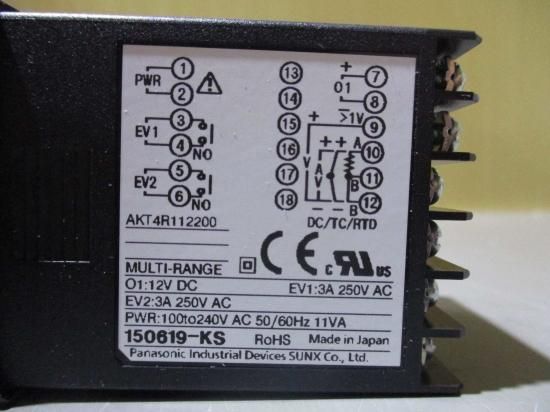 PWR 1 2
EV1 3 4 NO
EV2 5 6 NO
13 14 15 16 17 18
+ 7
O1
- 8
+ >1V 9
+ + A 10
V A V B 11
- - B 12
DC/TC/RTD
AKT4R112200
MULTI-RANGE CE c RU us
O1:12V DC EV1:3A 250V AC
EV2:3A 250V AC
PWR:100to240V AC 50/60Hz 11VA
150619-KS RoHS Made in Japan
Panasonic Industrial Devices SUNX Co., Ltd.